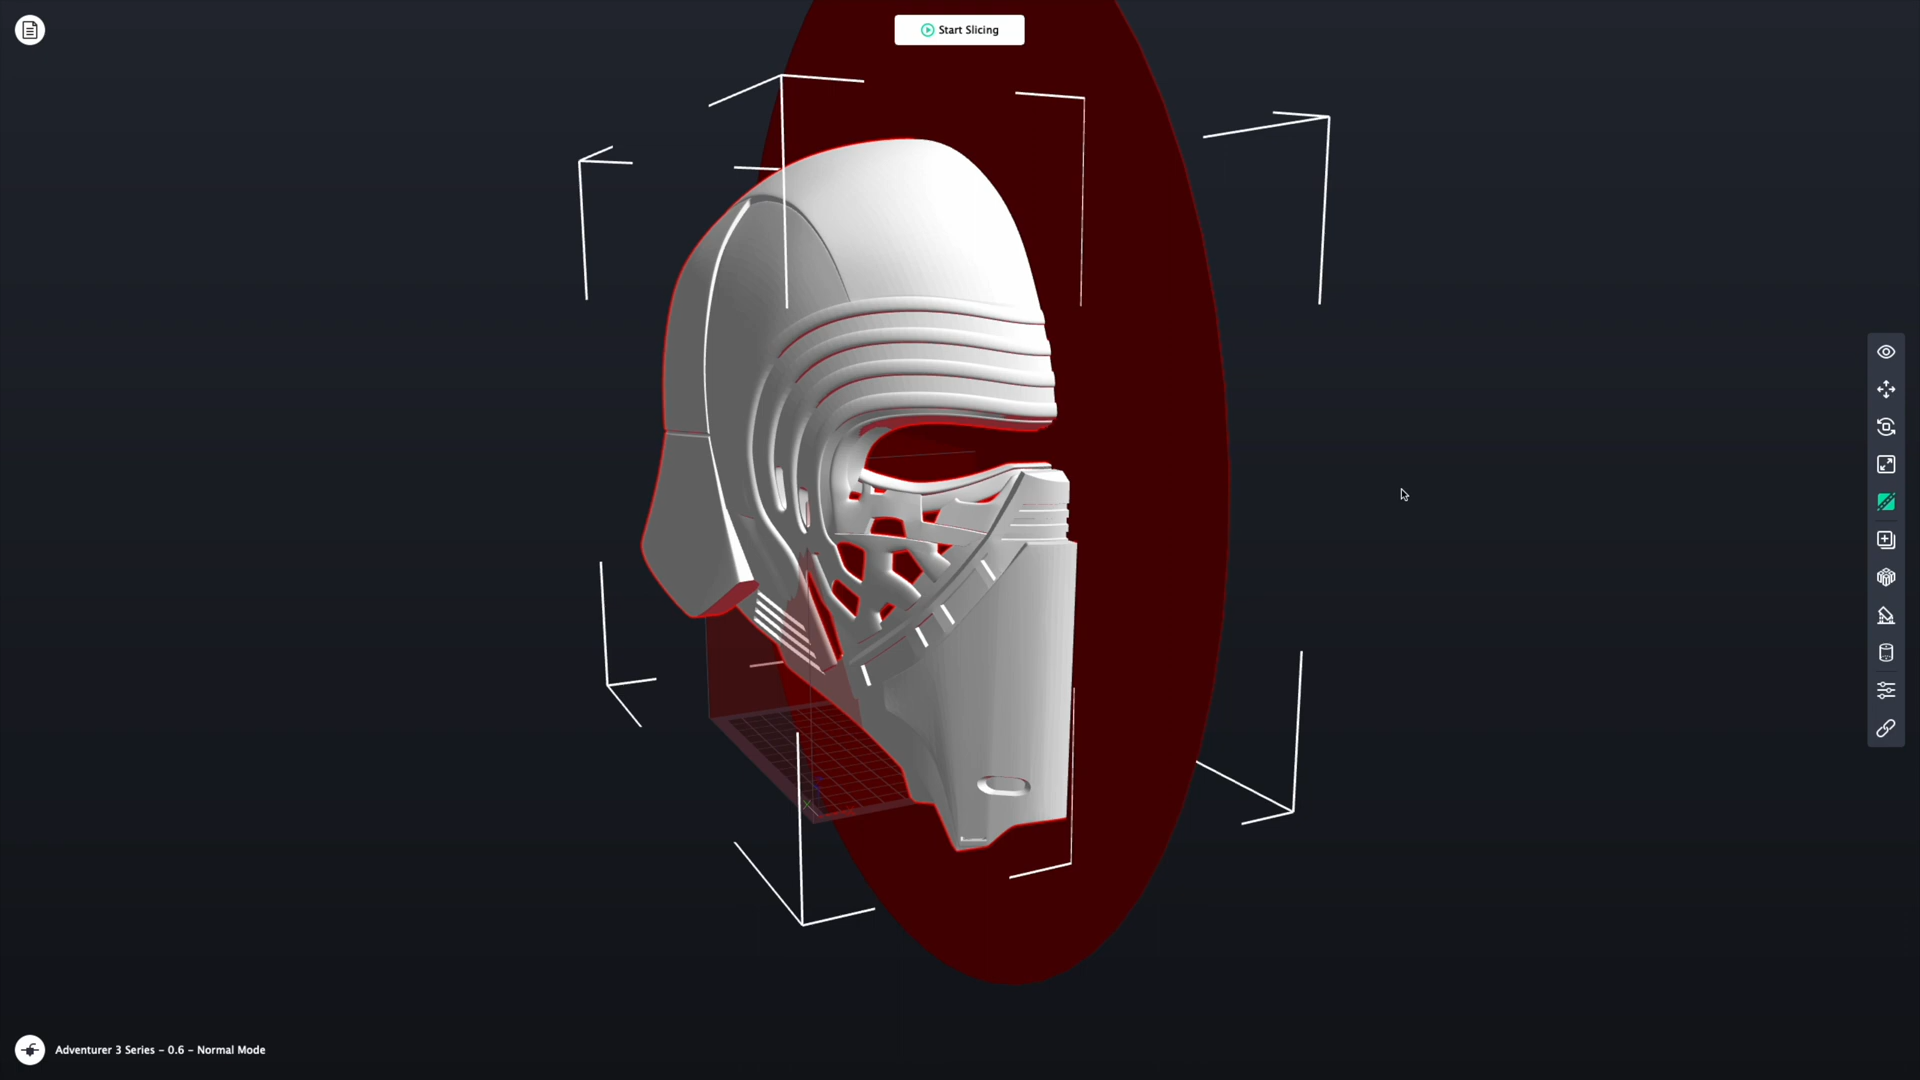 Start Slicing
Adventurer 3 Series – 0.6 – Normal Mode